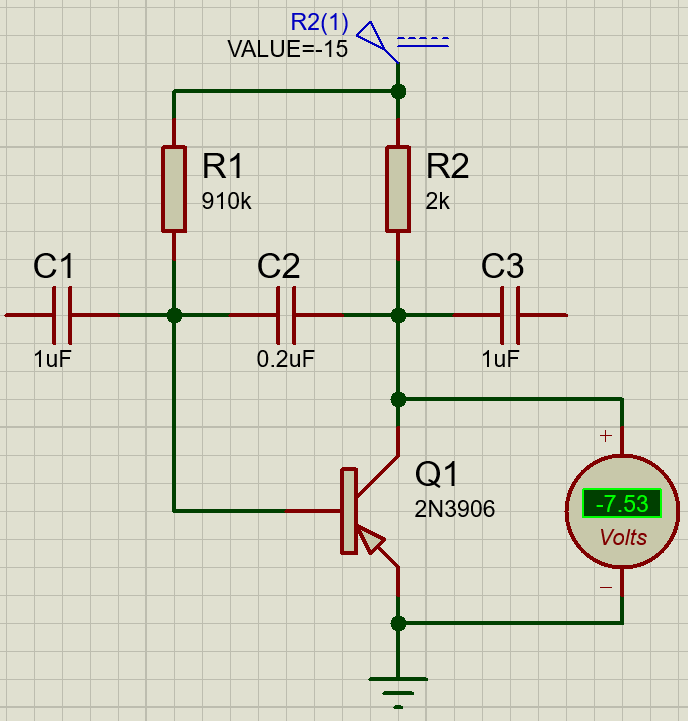 R2(1)
VALUE=-15
R1
910k
R2
2k
C1
1uF
C2
0.2uF
C3
1uF
Q1
2N3906
+
-7.53
Volts
−